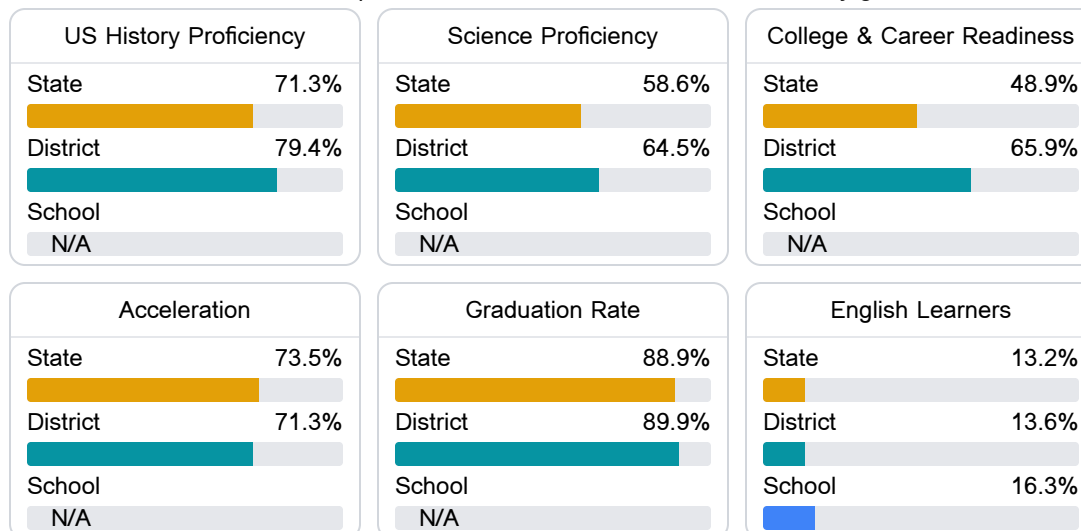 US History Proficiency
State 71.3%
District 79.4%
School
N/A
Science Proficiency
State 58.6%
District 64.5%
School
N/A
College & Career Readiness
State 48.9%
District 65.9%
School
N/A
Acceleration
State 73.5%
District 71.3%
School
N/A
Graduation Rate
State 88.9%
District 89.9%
School
N/A
English Learners
State 13.2%
District 13.6%
School 16.3%